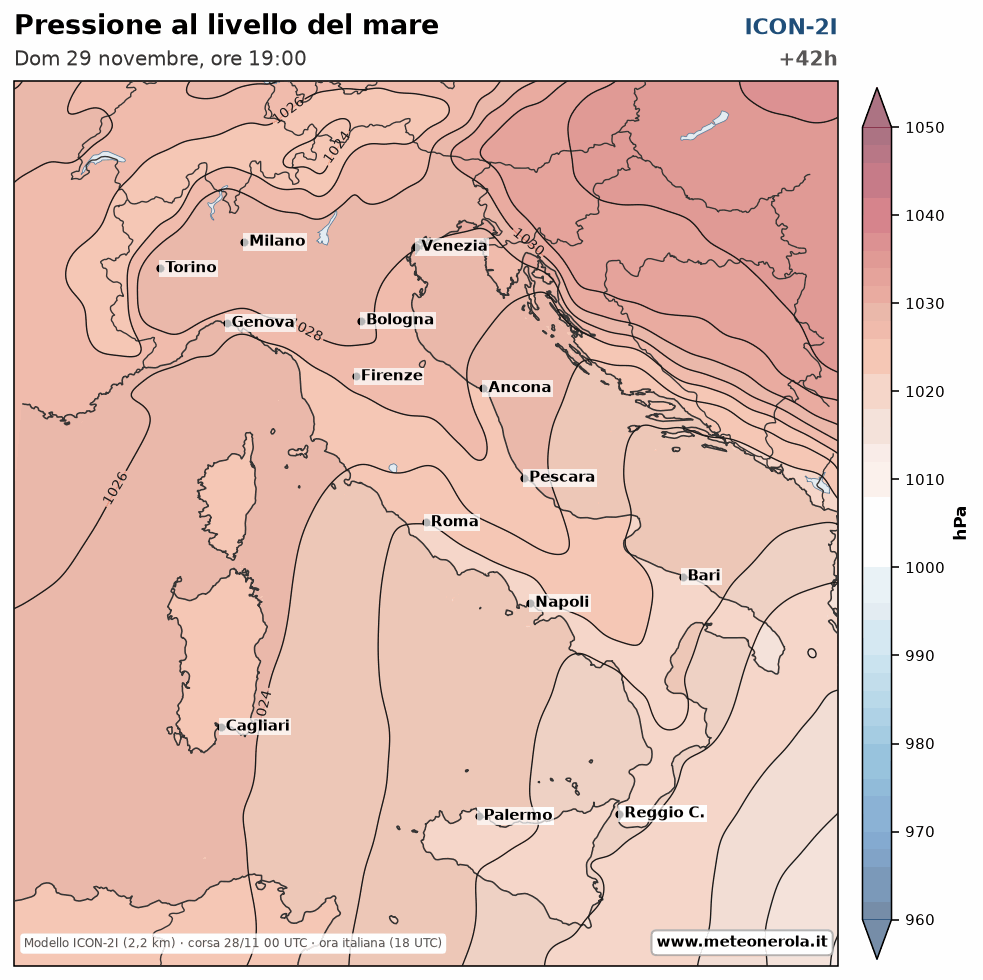 Pressione al livello del mare
ICON-2I
Dom 29 novembre, ore 19:00
+42h
1026
1024
1050
1040
1030
1020
1010
1000
990
980
970
960
hPa
1030
Milano
Venezia
Torino
Genova
1028
Bologna
Firenze
Ancona
1026
Pescara
Roma
Bari
Napoli
1024
Cagliari
Palermo
Reggio C.
Modello ICON-2I (2,2 km) · corsa 28/11 00 UTC · ora italiana (18 UTC)
www.meteonerola.it